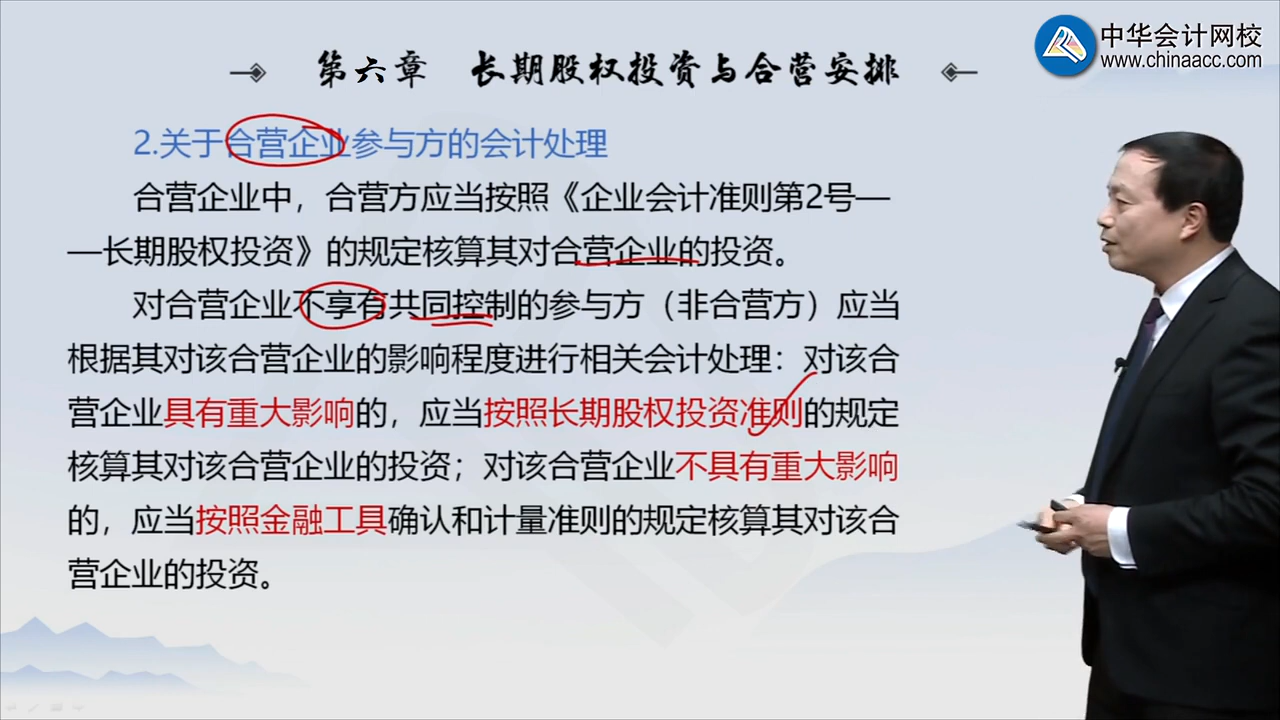 中华会计网校
www.chinaacc.com
第六章 长期股权投资与合营安排
2.关于合营企业参与方的会计处理
合营企业中，合营方应当按照《企业会计准则第2号—
—长期股权投资》的规定核算其对合营企业的投资。
对合营企业不享有共同控制的参与方（非合营方）应当
根据其对该合营企业的影响程度进行相关会计处理：对该合
营企业具有重大影响的，应当按照长期股权投资准则的规定
核算其对该合营企业的投资；对该合营企业不具有重大影响
的，应当按照金融工具确认和计量准则的规定核算其对该合
营企业的投资。